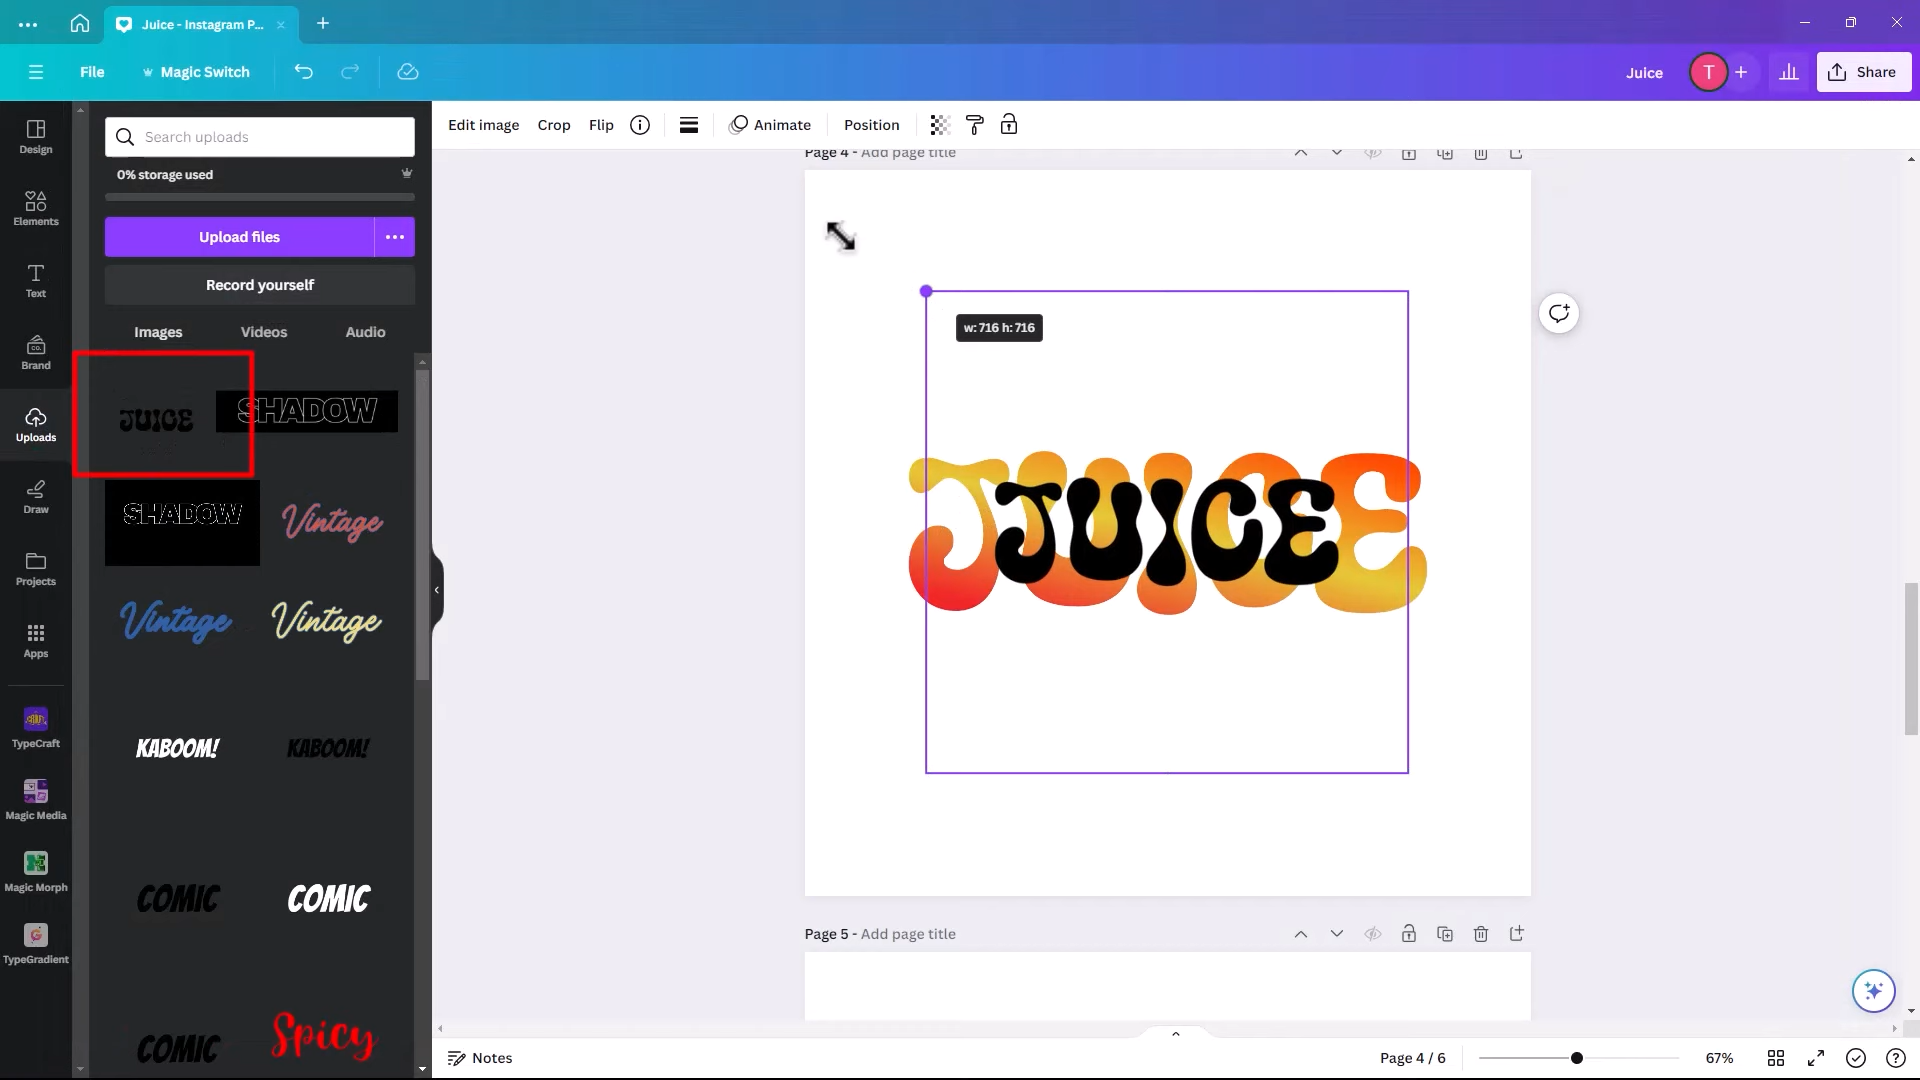 Juice - Instagram P...
File
Magic Switch
Juice
T
Share
Search uploads
0% storage used
Upload files
Record yourself
Images
Videos
Audio
Design
Elements
Text
CO.
Brand
Uploads
Draw
Projects
Apps
TypeCraft
Magic Media
Magic Morph
TypeGradient
JUICE
SHADOW
SHADOW
Vintage
Vintage
Vintage
KABOOM!
KABOOM!
COMIC
COMIC
COMIC
Spicy
Edit image
Crop
Flip
Animate
Position
Page 4 - Add page title
w: 716 h: 716
JUICE
JUICE
Page 5 - Add page title
Notes
Page 4 / 6
67%